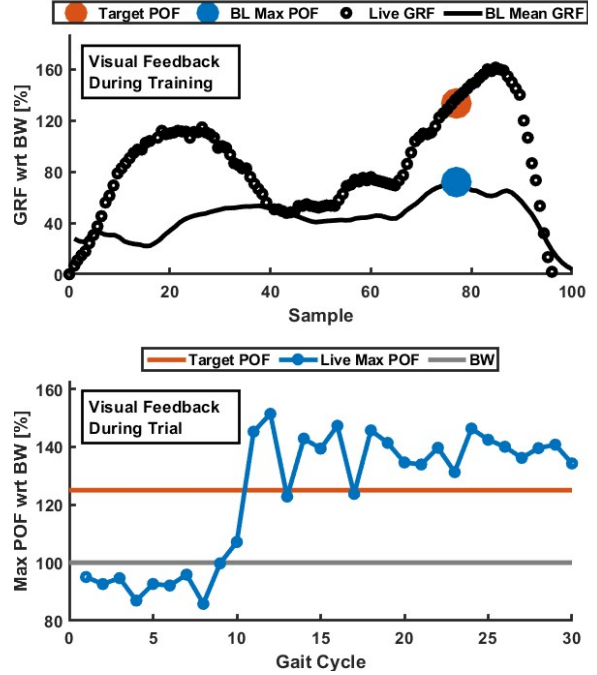 Target POF BL Max POF Live GRF BL Mean GRF
Visual Feedback
During Training
GRF wrt BW [%]
160
120
80
40
0
0 20 40 60 80 100
Sample
Target POF Live Max POF BW
Visual Feedback
During Trial
Max POF wrt BW [%]
160
140
120
100
80
0 5 10 15 20 25 30
Gait Cycle